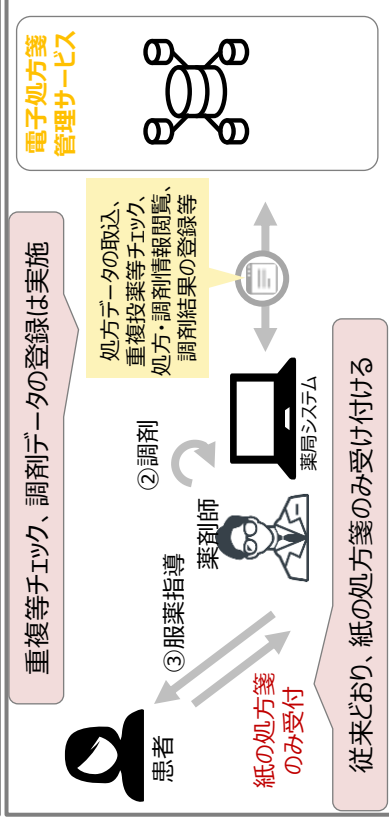 重複等チェック、調剤データの登録は実施
電子処方箋
管理サービス
処方データの取込、
重複投薬等チェック、
処方・調剤情報閲覧、
調剤結果の登録等
②調剤
③服薬指導
薬剤師
薬局システム
患者
紙の処方箋
のみ受付
従来どおり、紙の処方箋のみ受け付ける